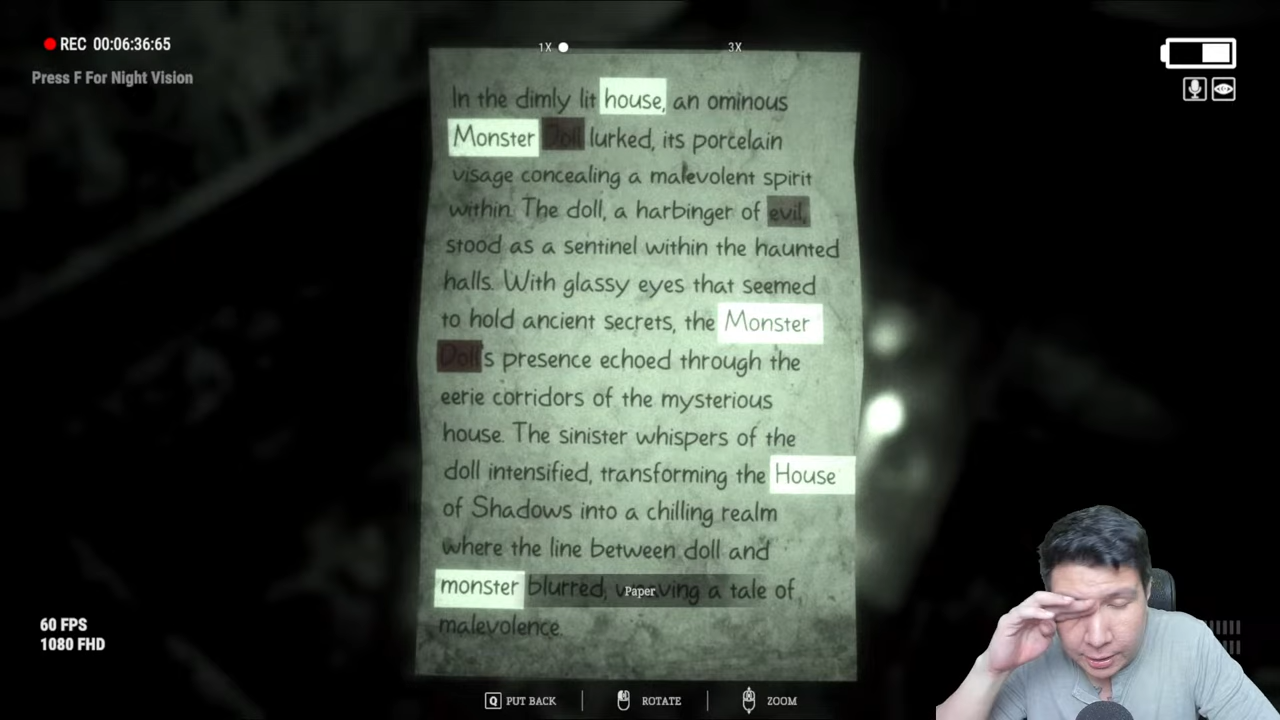 REC 00:06:36:65
Press F For Night Vision
1X
3X
In the dimly lit house, an ominous
Monster Doll lurked, its porcelain
visage concealing a malevolent spirit
within. The doll, a harbinger of evil,
stood as a sentinel within the haunted
halls. With glassy eyes that seemed
to hold ancient secrets, the Monster
Doll's presence echoed through the
eerie corridors of the mysterious
house. The sinister whispers of the
doll intensified, transforming the House
of Shadows into a chilling realm
where the line between doll and
monster blurred, weaving a tale of
malevolence.
Paper
60 FPS
1080 FHD
Q PUT BACK
ROTATE
ZOOM